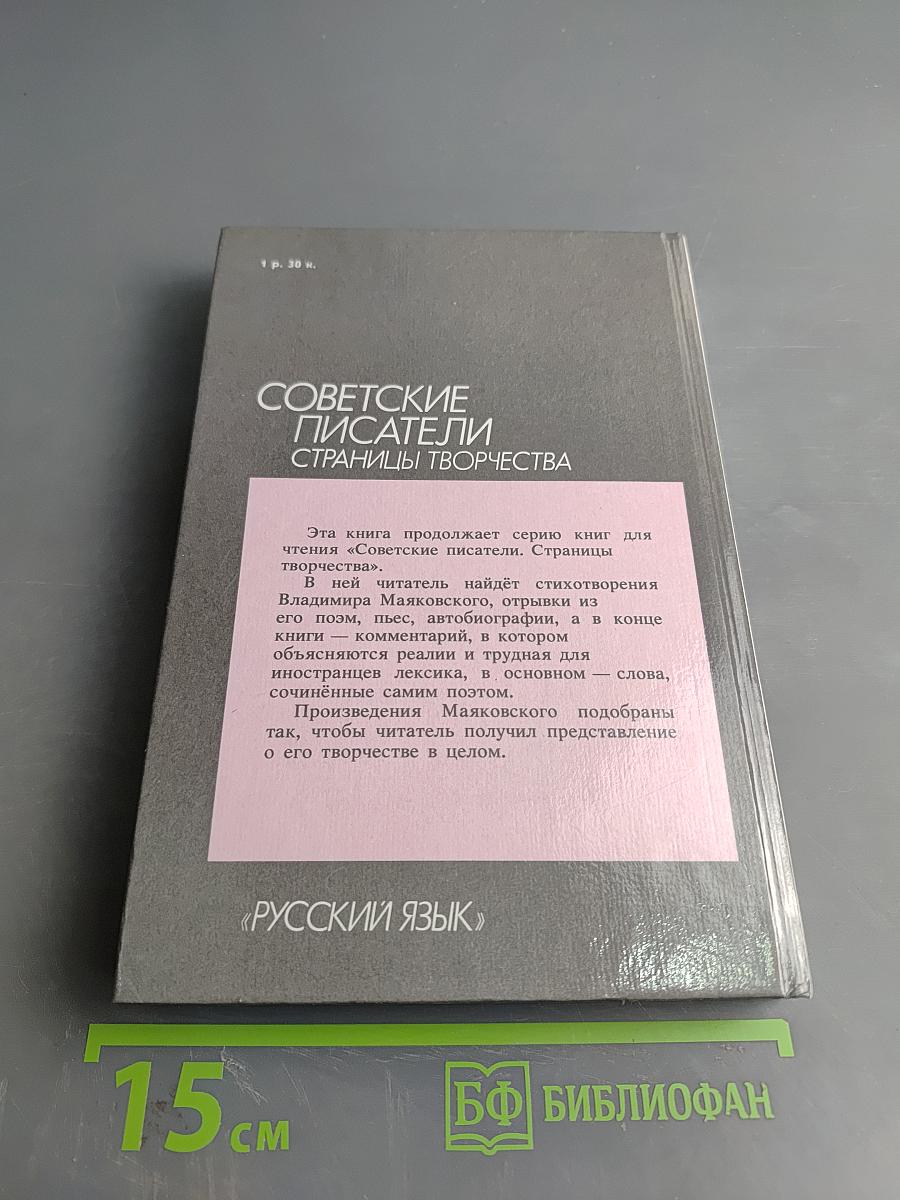 1 р. 30 к.
СОВЕТСКИЕ
ПИСАТЕЛИ
СТРАНИЦЫ ТВОРЧЕСТВА
Эта книга продолжает серию книг для
чтения «Советские писатели. Страницы
творчества».
В ней читатель найдёт стихотворения
Владимира Маяковского, отрывки из
его поэм, пьес, автобиографии, а в конце
книги — комментарий, в котором
объясняются реалии и трудная для
иностранцев лексика, в основном — слова,
сочинённые самим поэтом.
Произведения Маяковского подобраны
так, чтобы читатель получил представление
о его творчестве в целом.
«РУССКИЙ ЯЗЫК»
15 см
БФ БИБЛИОФАН